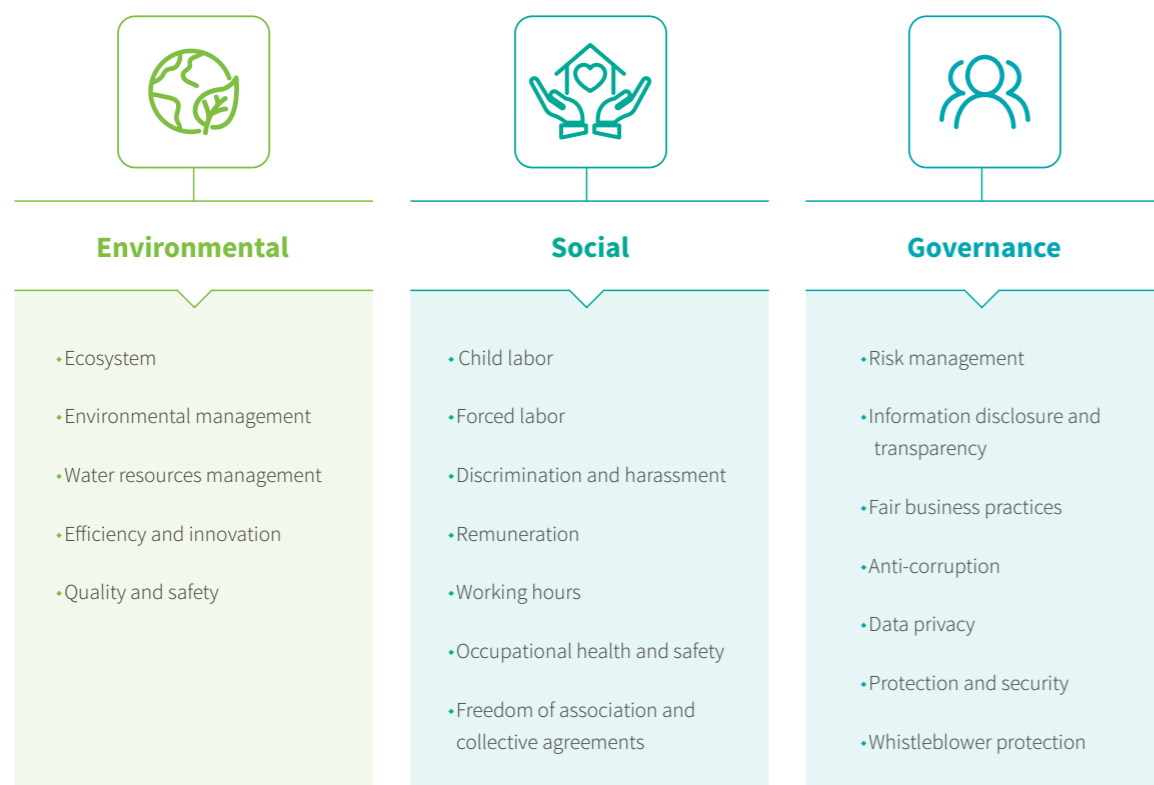 Environmental
• Ecosystem
• Environmental management
• Water resources management
• Efficiency and innovation
• Quality and safety
Social
• Child labor
• Forced labor
• Discrimination and harassment
• Remuneration
• Working hours
• Occupational health and safety
• Freedom of association and
collective agreements
Governance
• Risk management
• Information disclosure and
transparency
• Fair business practices
• Anti-corruption
• Data privacy
• Protection and security
• Whistleblower protection